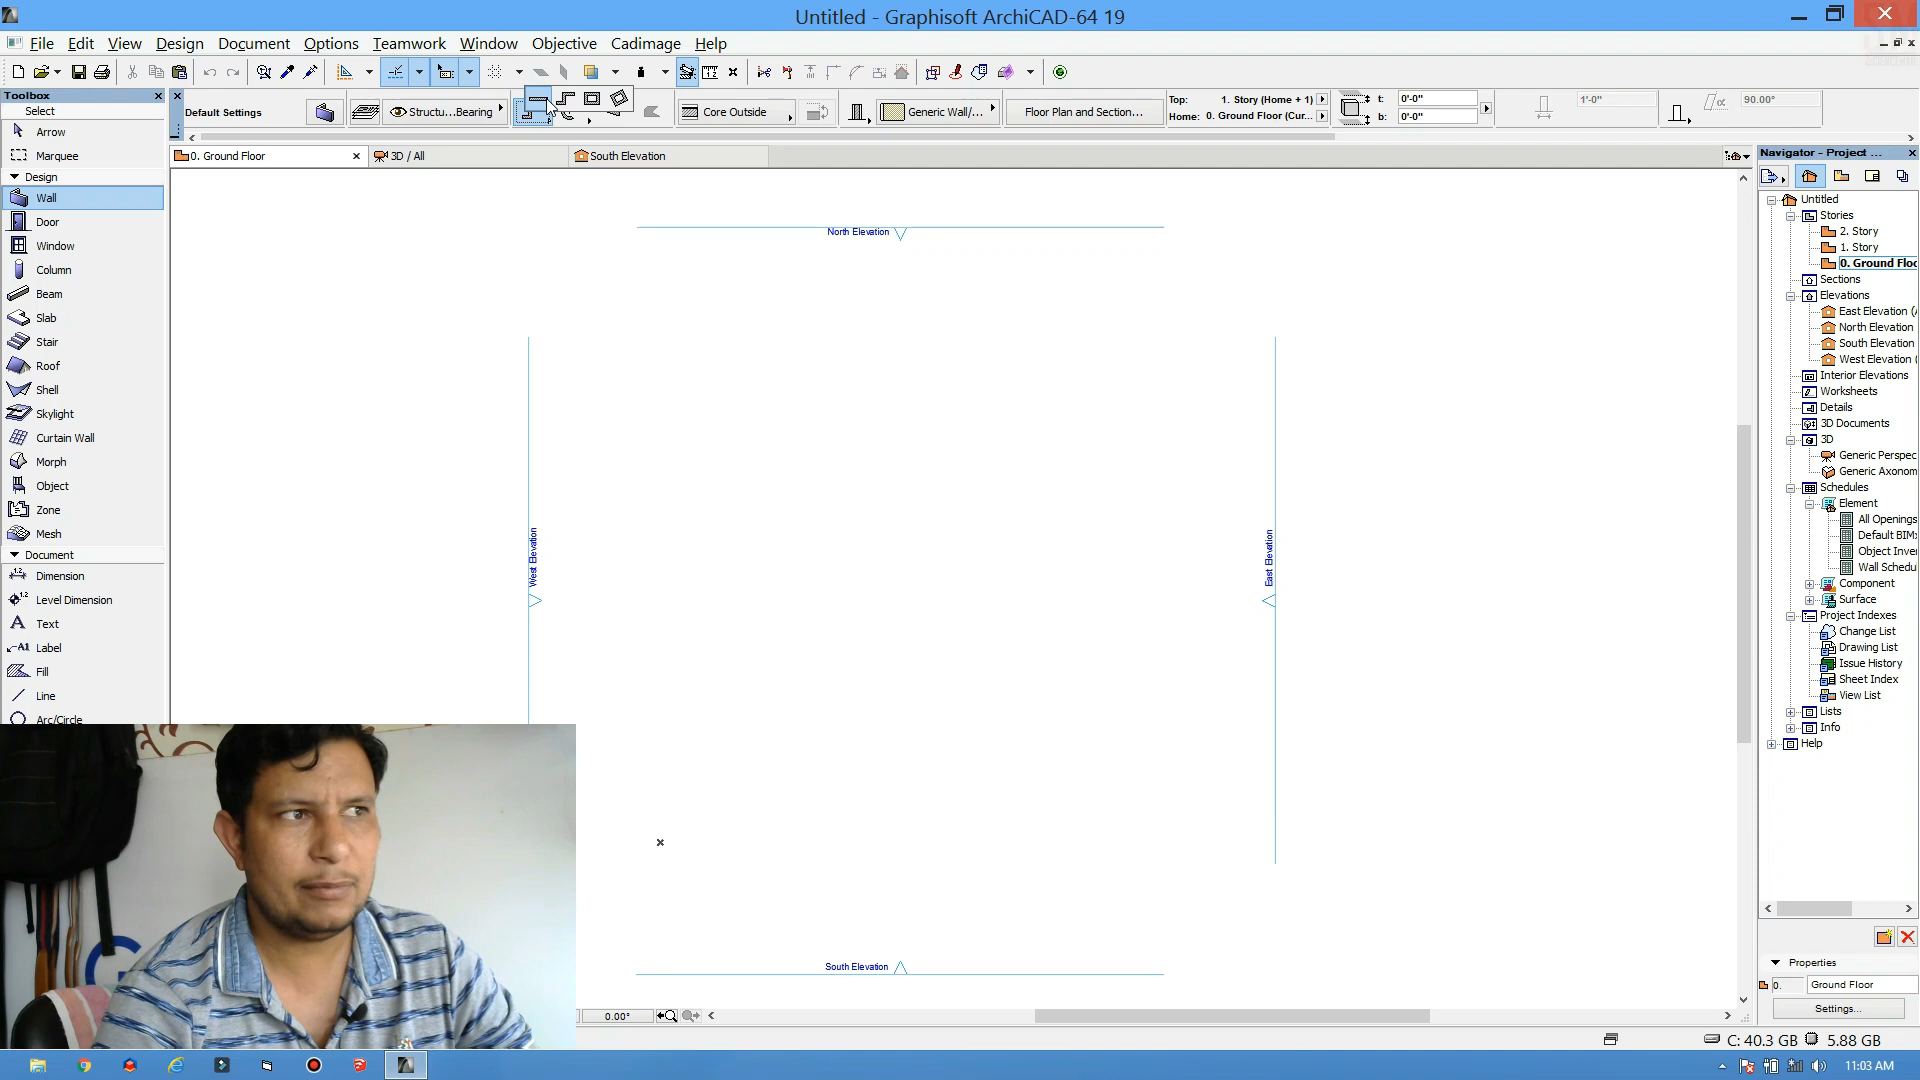 Untitled - Graphisoft ArchiCAD-64 19
File Edit View Design Document Options Teamwork Window Objective Cadimage Help
Toolbox
Select
Arrow
Marquee
Design
Wall
Door
Window
Column
Beam
Slab
Stair
Roof
Shell
Skylight
Curtain Wall
Morph
Object
Zone
Mesh
Document
Dimension
Level Dimension
Text
Label
Fill
Line
Arc/Circle
Default Settings
Structu...Bearing
Core Outside
Generic Wall/...
Floor Plan and Section...
Top: 1. Story (Home + 1)
Home: 0. Ground Floor (Cur...
t: 0'-0"
b: 0'-0"
1'-0"
90.00°
0. Ground Floor
3D / All
South Elevation
North Elevation
West Elevation
East Elevation
South Elevation
0.00°
Navigator - Project ...
Untitled
Stories
2. Story
1. Story
0. Ground Floo
Sections
Elevations
East Elevation (
North Elevation
South Elevation
West Elevation (
Interior Elevations
Worksheets
Details
3D Documents
3D
Generic Perspec
Generic Axonom
Schedules
Element
All Openings
Default BIMx
Object Inve
Wall Schedu
Component
Surface
Project Indexes
Change List
Drawing List
Issue History
Sheet Index
View List
Lists
Info
Help
Properties
0. Ground Floor
Settings...
C: 40.3 GB 5.88 GB
11:03 AM